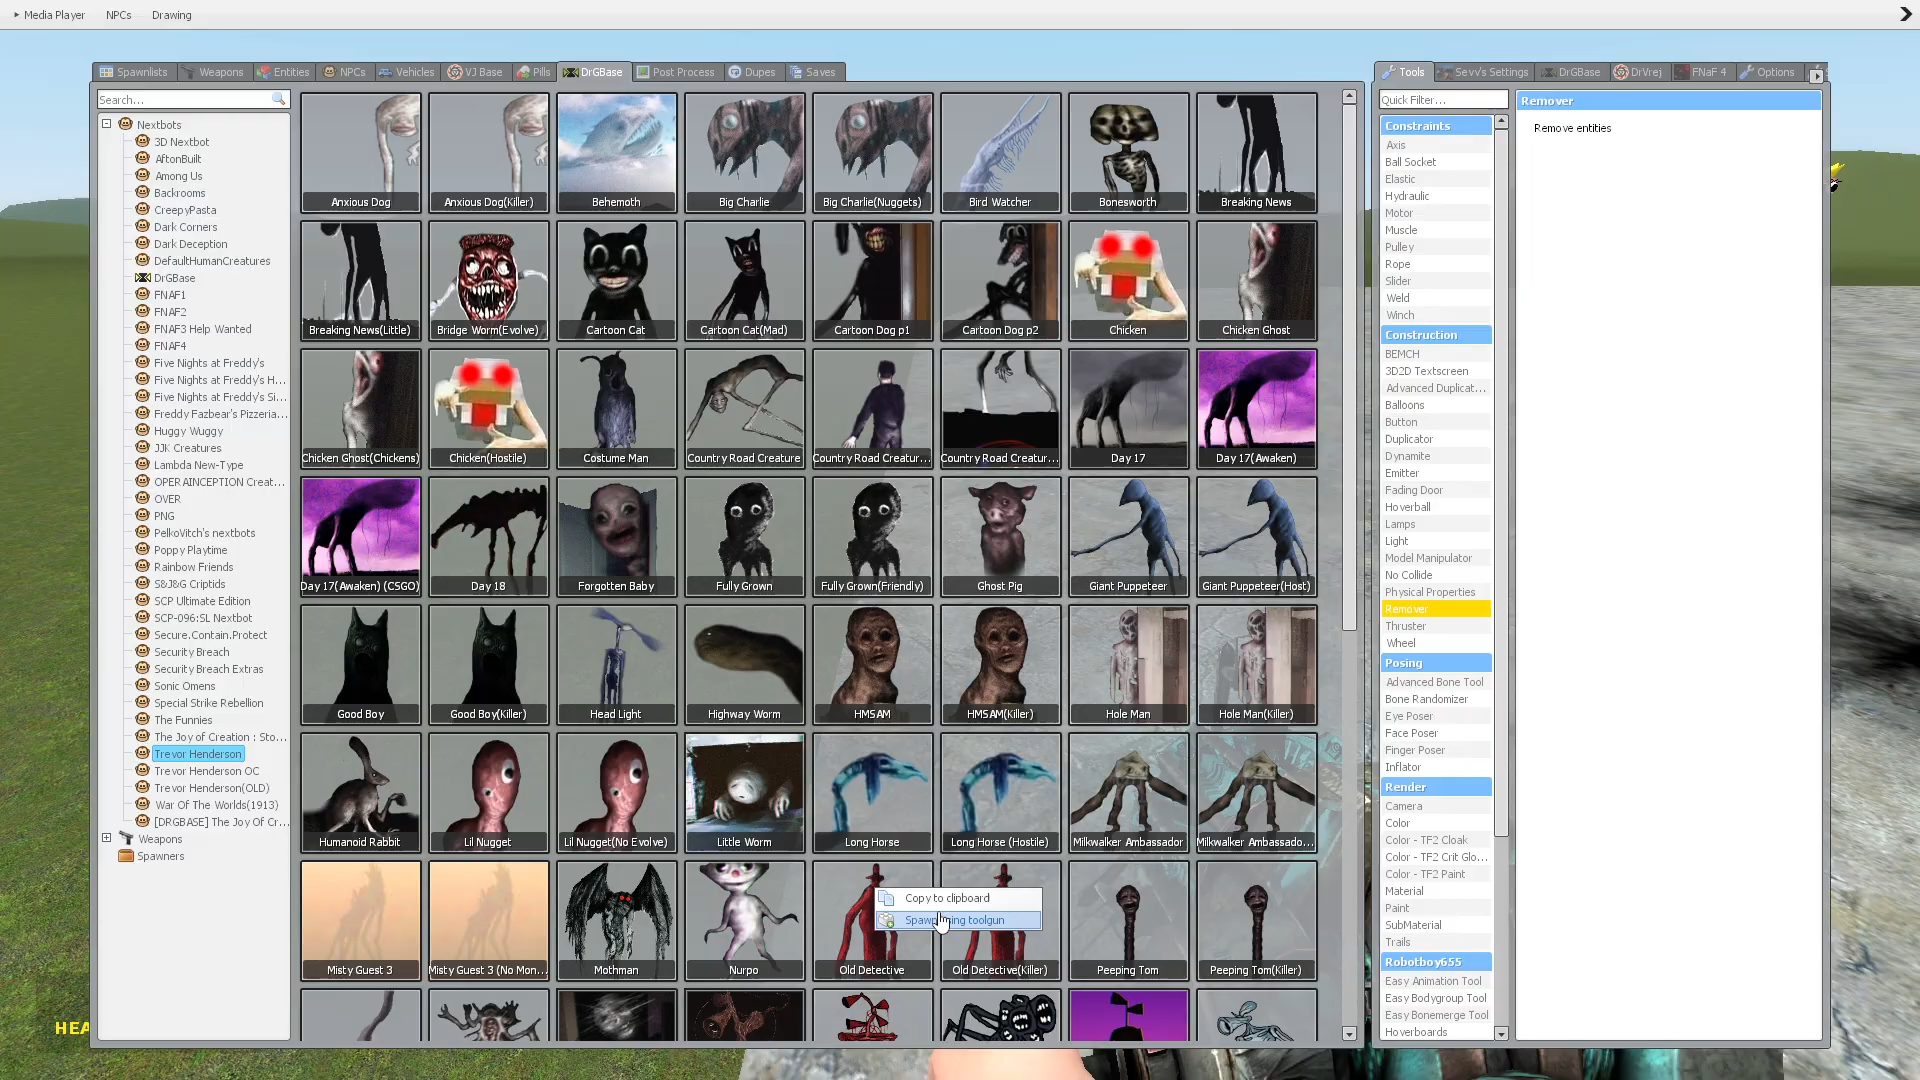 Media Player NPCs Drawing
Spawnlists Weapons Entities NPCs Vehicles VJ Base Pills DrGBase Post Process Dupes Saves
Tools Sevv's Settings DrGBase DrVrej FNaF 4 Options
Search...
Nextbots
3D Nextbot
AftonBuilt
Among Us
Backrooms
CreepyPasta
Dark Corners
Dark Deception
DefaultHumanCreatures
DrGBase
FNAF1
FNAF2
FNAF3 Help Wanted
FNAF4
Five Nights at Freddy's
Five Nights at Freddy's H...
Five Nights at Freddy's Si...
Freddy Fazbear's Pizzeria...
Huggy Wuggy
JJK Creatures
Lambda New-Type
OPERAINCEPTION Creat...
OVER
PNG
PelkoVitch's nextbots
Poppy Playtime
Rainbow Friends
S&J&G Criptids
SCP Ultimate Edition
SCP-096:SL Nextbot
Secure.Contain.Protect
Security Breach
Security Breach Extras
Sonic Omens
Special Strike Rebellion
The Funnies
The Joy of Creation : Sto...
Trevor Henderson
Trevor Henderson OC
Trevor Henderson(OLD)
War Of The Worlds(1913)
[DRGBASE] The Joy Of Cr...
Weapons
Spawners
HEA
Anxious Dog Anxious Dog(Killer) Behemoth Big Charlie Big Charlie(Nuggets) Bird Watcher Bonesworth Breaking News
Breaking News(Little) Bridge Worm(Evolve) Cartoon Cat Cartoon Cat(Mad) Cartoon Dog p1 Cartoon Dog p2 Chicken Chicken Ghost
Chicken Ghost(Chickens) Chicken(Hostile) Costume Man Country Road Creature Country Road Creatur... Country Road Creatur... Day 17 Day 17(Awaken)
Day 17(Awaken) (CSGO) Day 18 Forgotten Baby Fully Grown Fully Grown(Friendly) Ghost Pig Giant Puppeteer Giant Puppeteer(Host)
Good Boy Good Boy(Killer) Head Light Highway Worm HMSAM HMSAM(Killer) Hole Man Hole Man(Killer)
Humanoid Rabbit Lil Nugget Lil Nugget(No Evolve) Little Worm Long Horse Long Horse (Hostile) Milkwalker Ambassador Milkwalker Ambassado...
Copy to clipboard
toolgun
Misty Guest 3 Misty Guest 3 (No Mon... Mothman Nurpo Old Detective Old Detective(Killer) Peeping Tom Peeping Tom(Killer)
Quick Filter...
Constraints
Axis
Ball Socket
Elastic
Hydraulic
Motor
Muscle
Pulley
Rope
Slider
Weld
Winch
Construction
BEMCH
3D2D Textscreen
Advanced Duplicat...
Balloons
Button
Duplicator
Dynamite
Emitter
Fading Door
Hoverball
Lamps
Light
Model Manipulator
No Collide
Physical Properties
Remover
Thruster
Wheel
Posing
Advanced Bone Tool
Bone Randomizer
Eye Poser
Face Poser
Finger Poser
Inflator
Render
Camera
Color
Color - TF2 Cloak
Color - TF2 Crit Glo...
Color - TF2 Paint
Material
Paint
SubMaterial
Trails
Robotboy655
Easy Animation Tool
Easy Bodygroup Tool
Easy Bonemerge Tool
Hoverboards
Remover
Remove entities